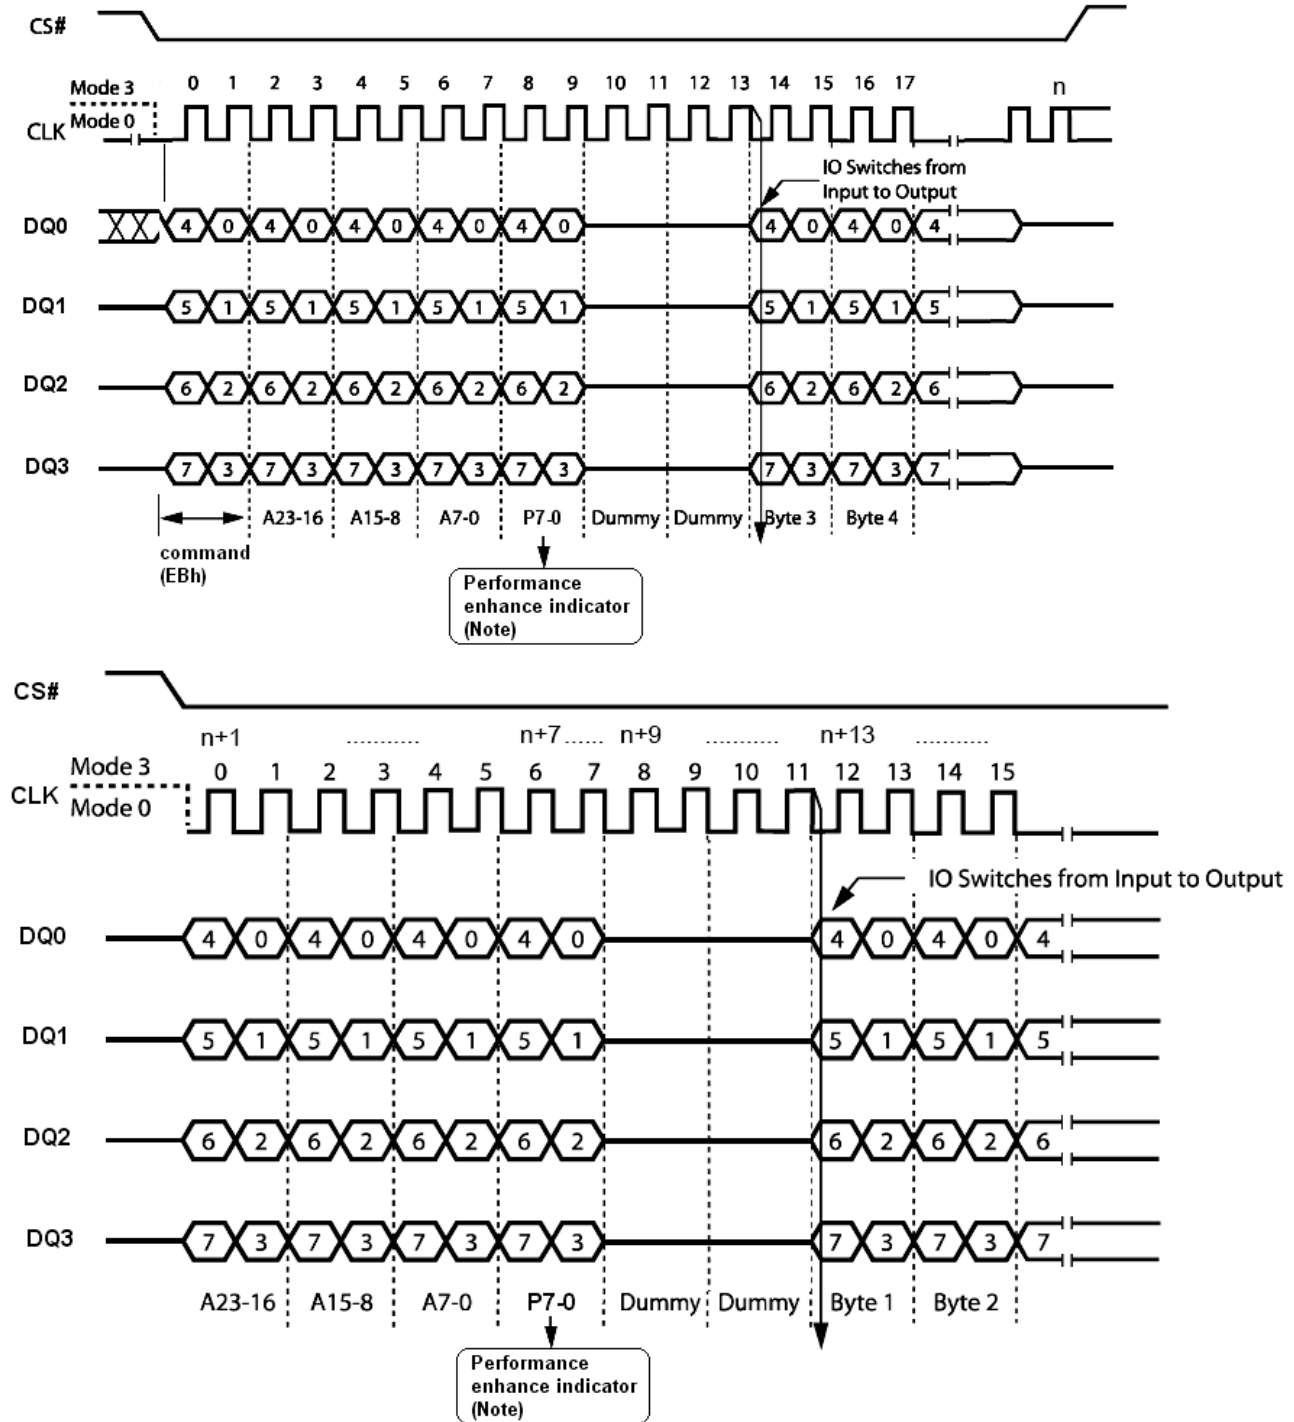 CS#
0 1 2 3 4 5 6 7 8 9 10 11 12 13 14 15 16 17 n
Mode 3
CLK Mode 0
IO Switches from
Input to Output
DQ0 4 0 4 0 4 0 4 0 4 0 4 0 4 0 4
DQ1 5 1 5 1 5 1 5 1 5 1 5 1 5 1 5
DQ2 6 2 6 2 6 2 6 2 6 2 6 2 6 2 6
DQ3 7 3 7 3 7 3 7 3 7 3 7 3 7 3 7
A23-16 A15-8 A7-0 P7-0 Dummy Dummy Byte 3 Byte 4
command
(EBh)
Performance
enhance indicator
(Note)
CS#
n+1 .......... n+7...... n+9 .......... n+13 ..........
Mode 3 0 1 2 3 4 5 6 7 8 9 10 11 12 13 14 15
CLK Mode 0
IO Switches from Input to Output
DQ0 4 0 4 0 4 0 4 0 4 0 4 0 4
DQ1 5 1 5 1 5 1 5 1 5 1 5 1 5
DQ2 6 2 6 2 6 2 6 2 6 2 6 2 6
DQ3 7 3 7 3 7 3 7 3 7 3 7 3 7
A23-16 A15-8 A7-0 P7-0 Dummy Dummy Byte 1 Byte 2
Performance
enhance indicator
(Note)